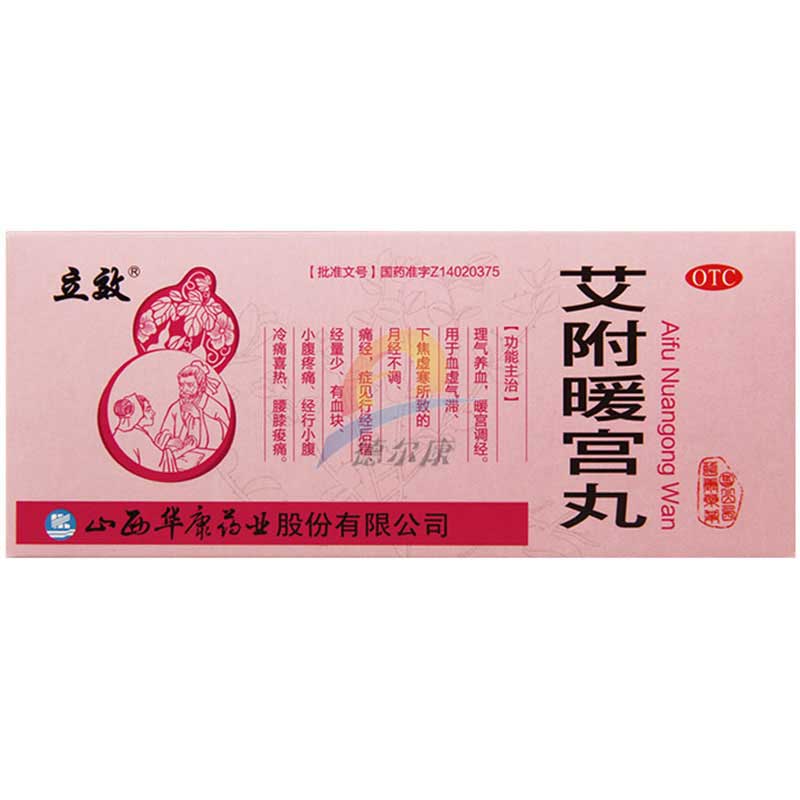 立效®
【批准文号】国药准字Z14020375
OTC
艾附暖宫丸
Aifu Nuangong Wan
【功能主治】
理气养血，暖宫调经。
用于血虚气滞、
下焦虚寒所致的
月经不调、
痛经，症见行经后错、
经量少、有血块、
小腹疼痛、经行小腹
冷痛喜热、腰膝痠痛。
德尔康
山西华康药业股份有限公司